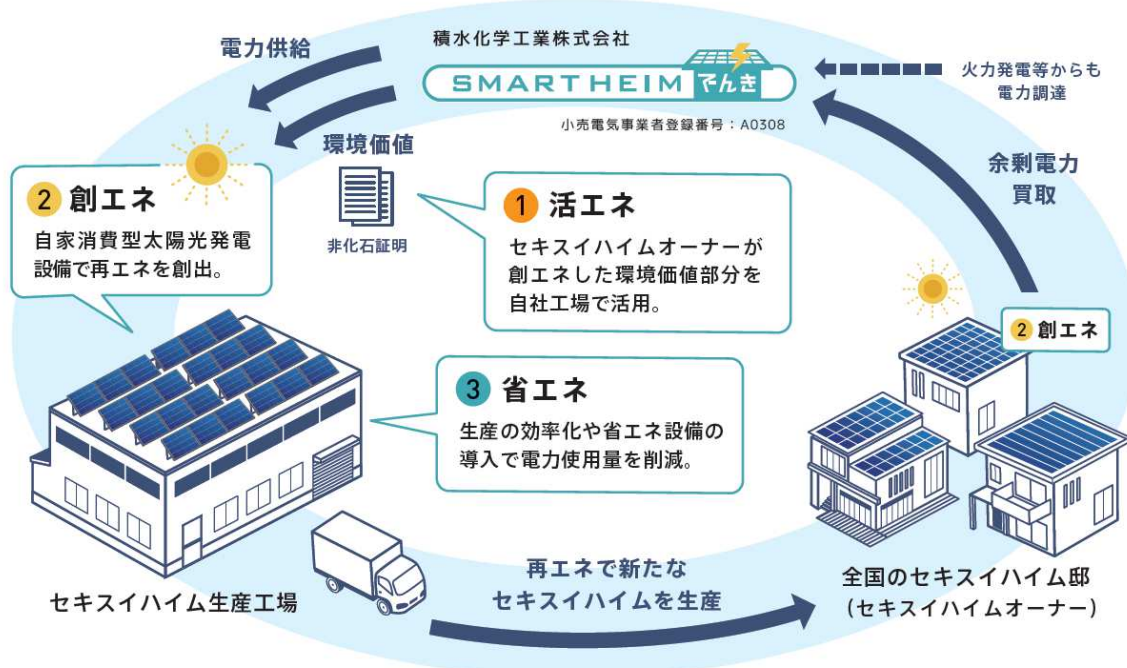 積水化学工業株式会社
SMART HEIM でんき
小売電気事業者登録番号：A0308
電力供給
環境価値
非化石証明
火力発電等からも
電力調達
余剰電力
買取
2 創エネ
自家消費型太陽光発電
設備で再エネを創出。
1 活エネ
セキスイハイムオーナーが
創エネした環境価値部分を
自社工場で活用。
2 創エネ
3 省エネ
生産の効率化や省エネ設備の
導入で電力使用量を削減。
セキスイハイム生産工場
再エネで新たな
セキスイハイムを生産
全国のセキスイハイム邸
（セキスイハイムオーナー）